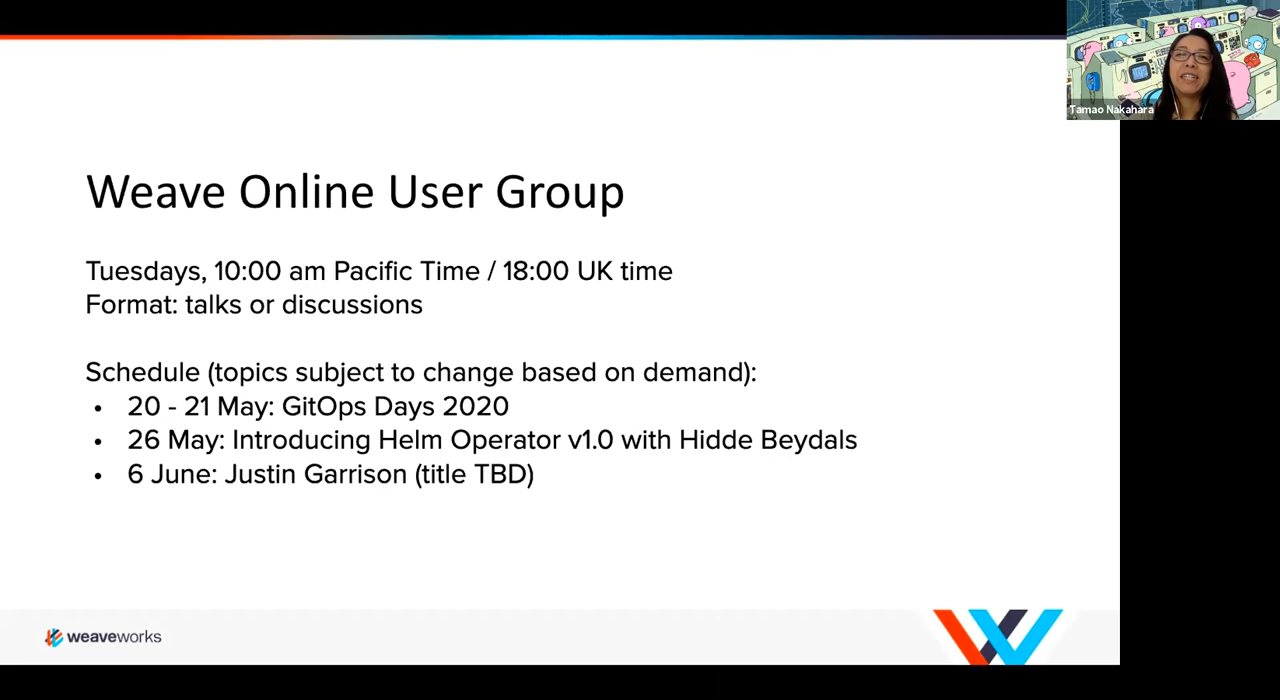 Tamao Nakahara
Weave Online User Group
Tuesdays, 10:00 am Pacific Time / 18:00 UK time
Format: talks or discussions
Schedule (topics subject to change based on demand):
• 20 - 21 May: GitOps Days 2020
• 26 May: Introducing Helm Operator v1.0 with Hidde Beydals
• 6 June: Justin Garrison (title TBD)
weaveworks